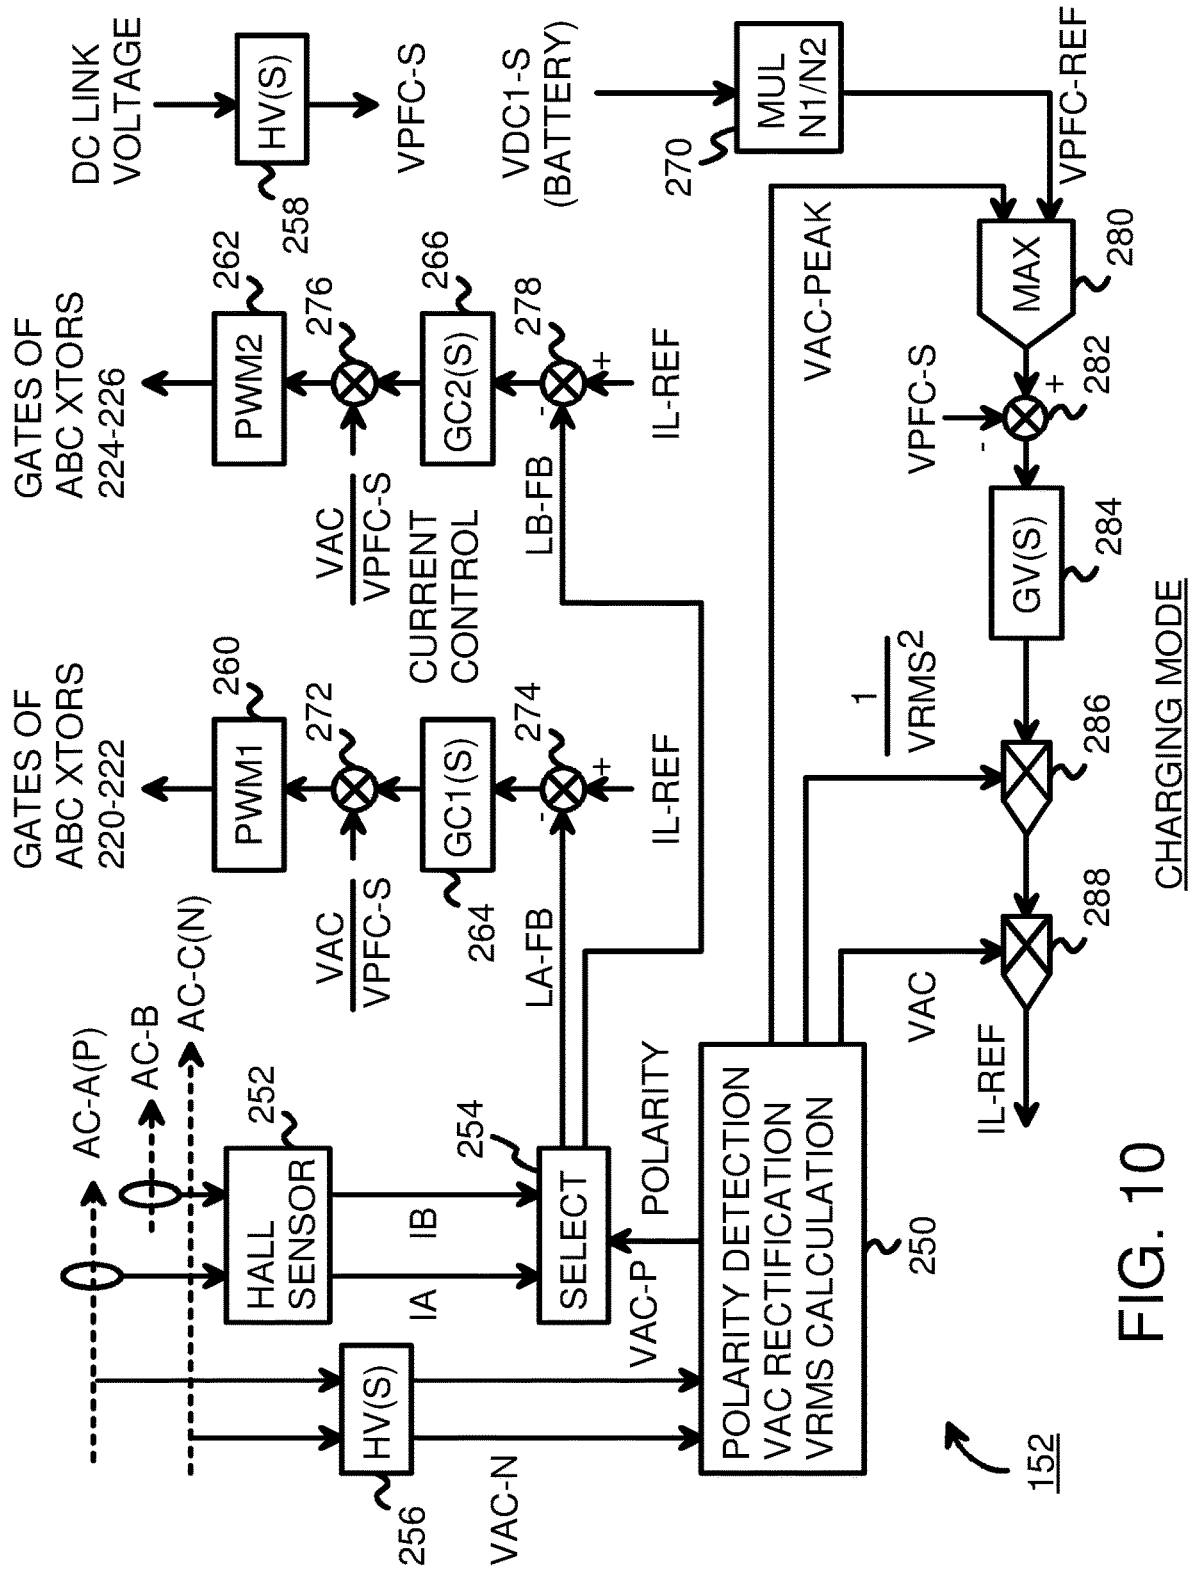 AC-A(P)
AC-B
AC-C(N)
HALL
SENSOR
252
IA
IB
SELECT
254
HV(S)
256
VAC-N
VAC-P
POLARITY
POLARITY DETECTION
VAC RECTIFICATION
VRMS CALCULATION
250
GATES OF
ABC XTORS
220-222
PWM1
260
272
VAC
VPFC-S
GC1(S)
264
274
-
+
LA-FB
IL-REF
CURRENT
CONTROL
GATES OF
ABC XTORS
224-226
PWM2
262
276
VAC
VPFC-S
GC2(S)
266
278
-
+
LB-FB
IL-REF
DC LINK
VOLTAGE
HV(S)
258
VPFC-S
VDC1-S
(BATTERY)
MUL
N1/N2
270
VPFC-REF
VAC-PEAK
MAX
280
VPFC-S
-
+
282
GV(S)
284
1
VRMS2
286
VAC
288
IL-REF
152
FIG. 10
CHARGING MODE